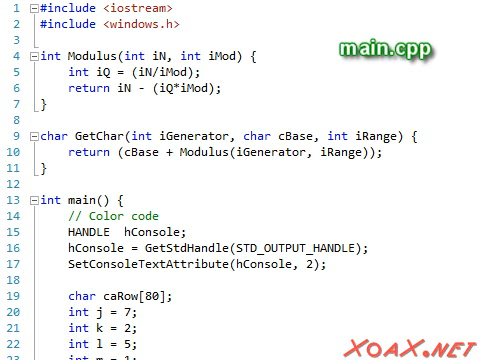 1 #include <iostream>
2 #include <windows.h>
3
main.cpp
4 int Modulus(int iN, int iMod) {
5 int iQ = (iN/iMod);
6 return iN - (iQ*iMod);
7 }
8
9 char GetChar(int iGenerator, char cBase, int iRange) {
10 return (cBase + Modulus(iGenerator, iRange));
11 }
12
13 int main() {
14 // Color code
15 HANDLE hConsole;
16 hConsole = GetStdHandle(STD_OUTPUT_HANDLE);
17 SetConsoleTextAttribute(hConsole, 2);
18
19 char caRow[80];
20 int j = 7;
21 int k = 2;
22 int l = 5;
23 int m = 1;
XOAX.NET